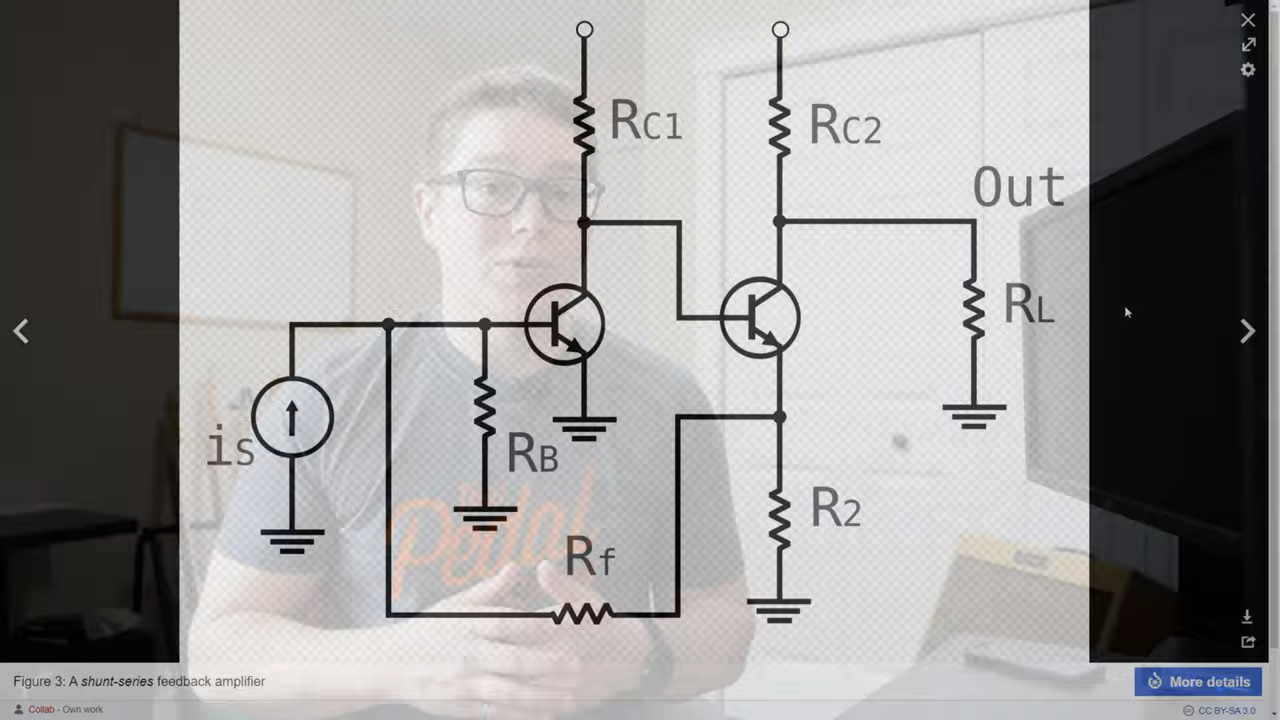 RC1
RC2
Out
RL
is
RB
R2
Rf
Pedal
Figure 3: A shunt-series feedback amplifier
More details
Collab - Own work
CC BY-SA 3.0